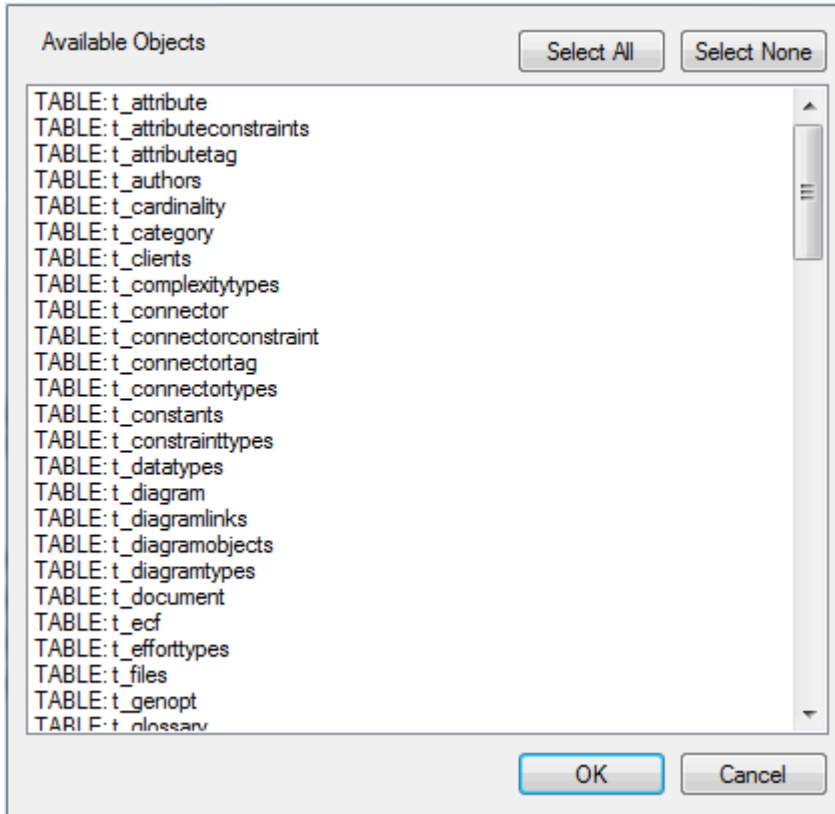 Available Objects
Select All
Select None
TABLE: t_attribute
TABLE: t_attributeconstraints
TABLE: t_attributetag
TABLE: t_authors
TABLE: t_cardinality
TABLE: t_category
TABLE: t_clients
TABLE: t_complexitytypes
TABLE: t_connector
TABLE: t_connectorconstraint
TABLE: t_connectortag
TABLE: t_connectortypes
TABLE: t_constants
TABLE: t_constrainttypes
TABLE: t_datatypes
TABLE: t_diagram
TABLE: t_diagramlinks
TABLE: t_diagramobjects
TABLE: t_diagramtypes
TABLE: t_document
TABLE: t_ecf
TABLE: t_efforttypes
TABLE: t_files
TABLE: t_genopt
TABLE: t_glossary
OK
Cancel